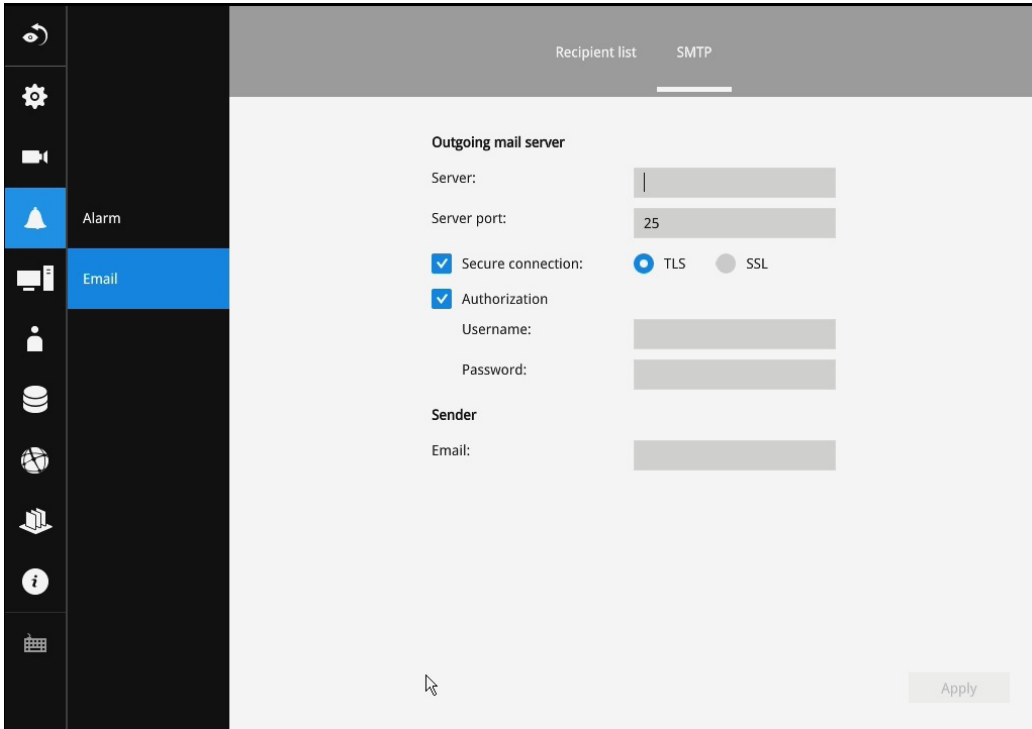 Recipient list SMTP
Outgoing mail server
Server:
Server port: 25
Secure connection: TLS SSL
Authorization
Username:
Password:
Sender
Email:
Apply
Alarm
Email